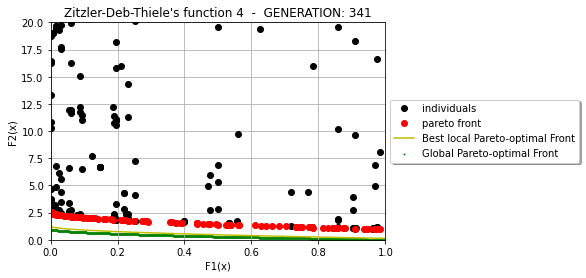 Zitzler-Deb-Thiele's function 4 - GENERATION: 341
F2(x)
20.0
17.5
15.0
12.5
10.0
7.5
5.0
2.5
0.0
0.0 0.2 0.4 0.6 0.8 1.0
F1(x)
individuals
pareto front
Best local Pareto-optimal Front
Global Pareto-optimal Front